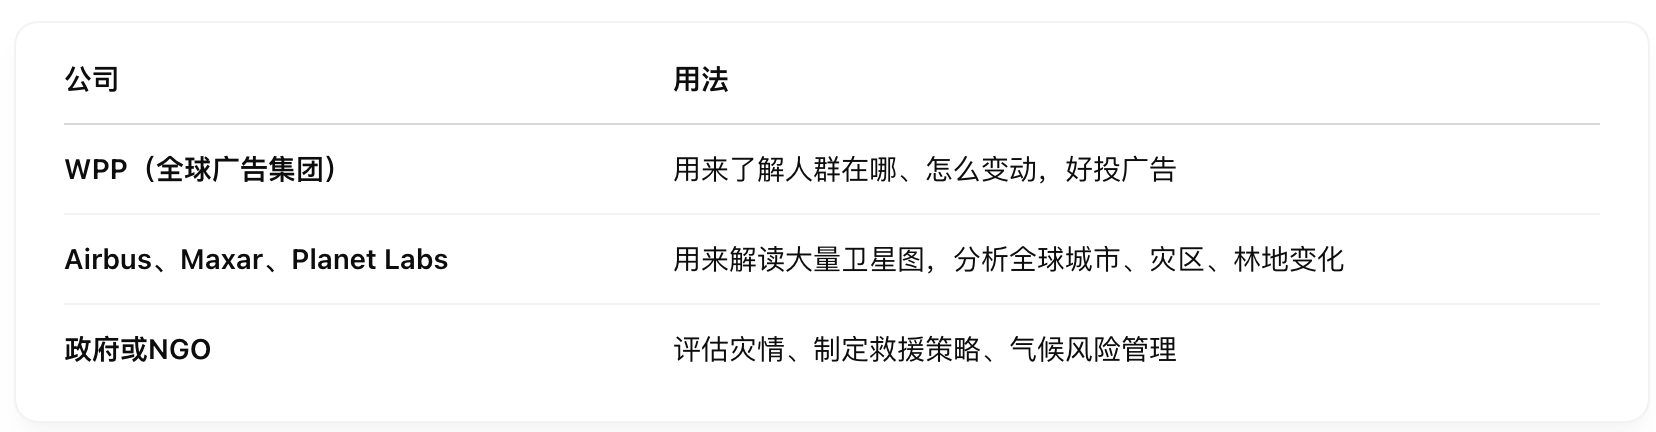 公司 用法
WPP（全球广告集团） 用来了解人群在哪、怎么变动，好投广告
Airbus、Maxar、Planet Labs 用来解读大量卫星图，分析全球城市、灾区、林地变化
政府或NGO 评估灾情、制定救援策略、气候风险管理